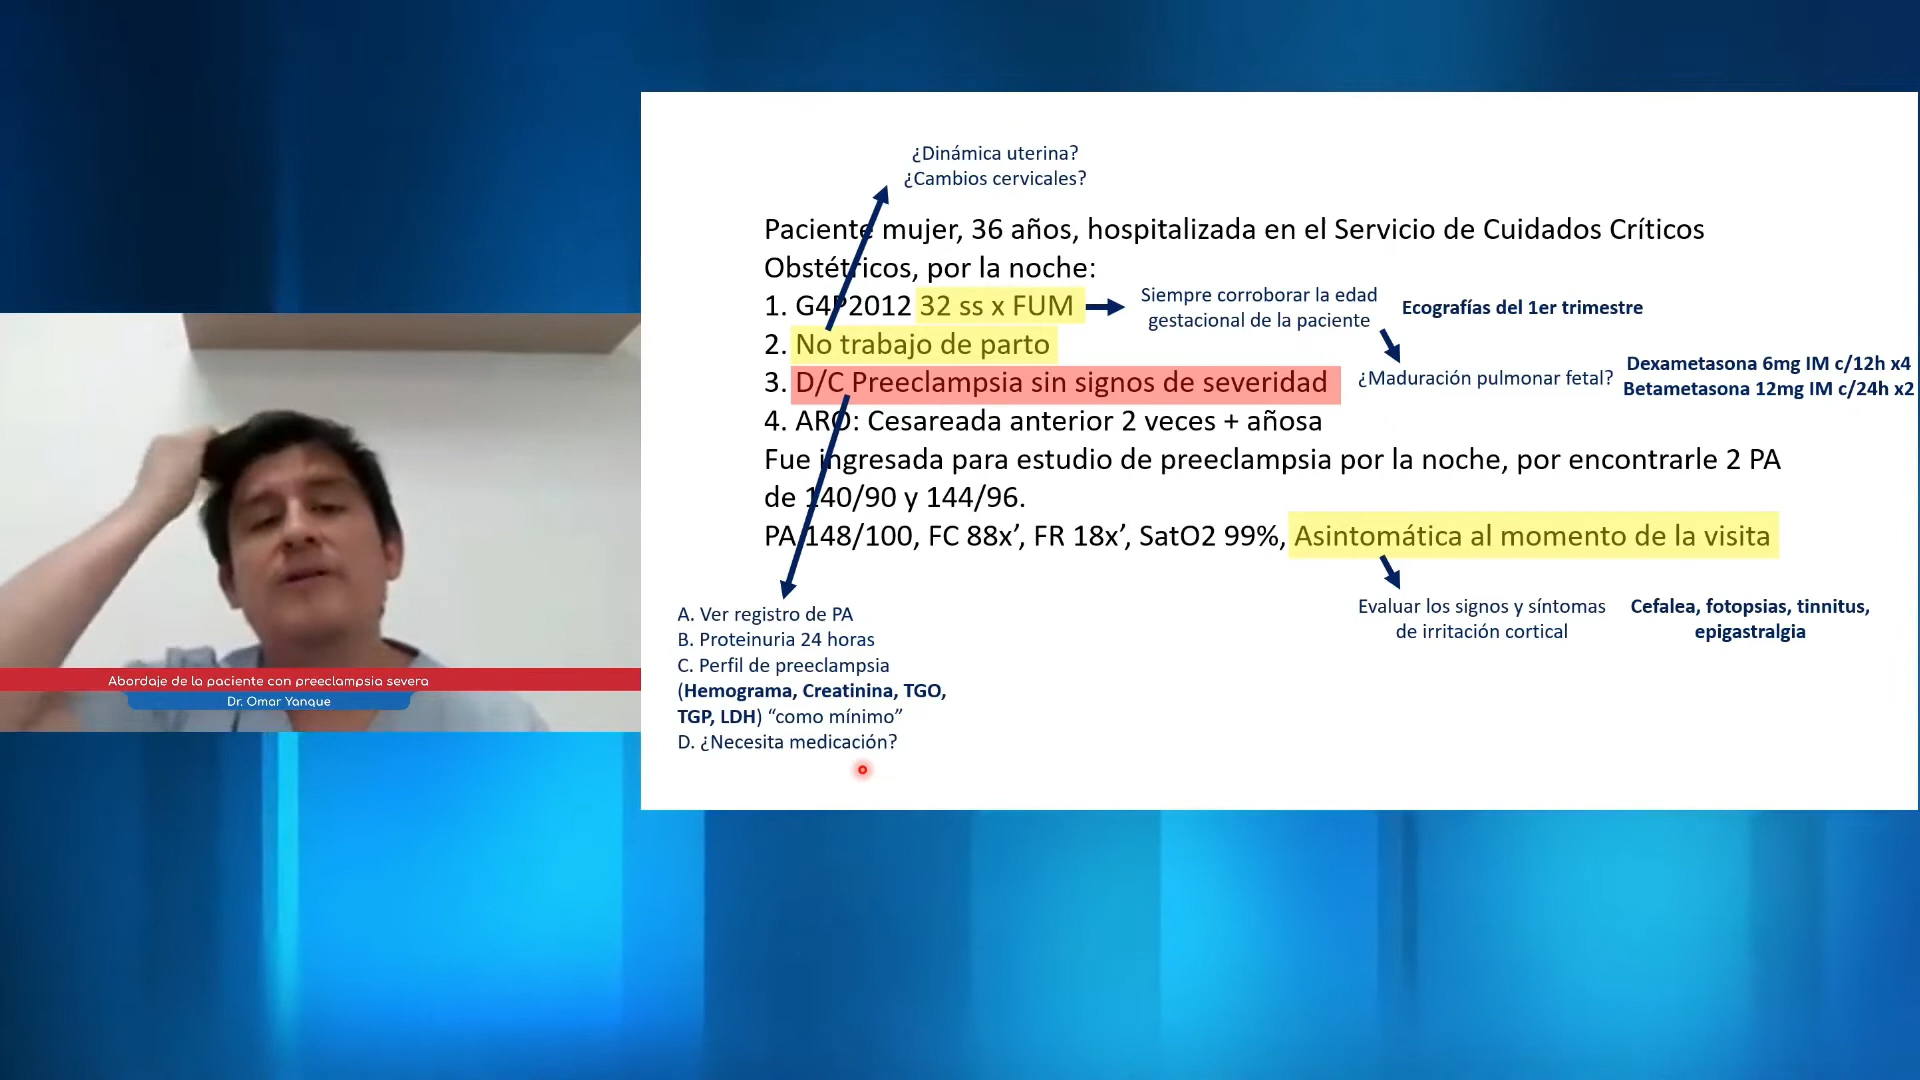 ¿Dinámica uterina?
¿Cambios cervicales?
Paciente mujer, 36 años, hospitalizada en el Servicio de Cuidados Críticos
Obstétricos, por la noche:
1. G4P2012 32 ss x FUM
Siempre corroborar la edad
gestacional de la paciente
Ecografías del 1er trimestre
2. No trabajo de parto
3. D/C Preeclampsia sin signos de severidad
¿Maduración pulmonar fetal?
Dexametasona 6mg IM c/12h x4
Betametasona 12mg IM c/24h x2
4. ARO: Cesareada anterior 2 veces + añosa
Fue ingresada para estudio de preeclampsia por la noche, por encontrarle 2 PA
de 140/90 y 144/96.
PA 148/100, FC 88x’, FR 18x’, SatO2 99%, Asintomática al momento de la visita
A. Ver registro de PA
B. Proteinuria 24 horas
C. Perfil de preeclampsia
(Hemograma, Creatinina, TGO,
TGP, LDH) “como mínimo”
D. ¿Necesita medicación?
Evaluar los signos y síntomas
de irritación cortical
Cefalea, fotopsias, tinnitus,
epigastralgia
Abordaje de la paciente con preeclampsia severa
Dr. Omar Yanque